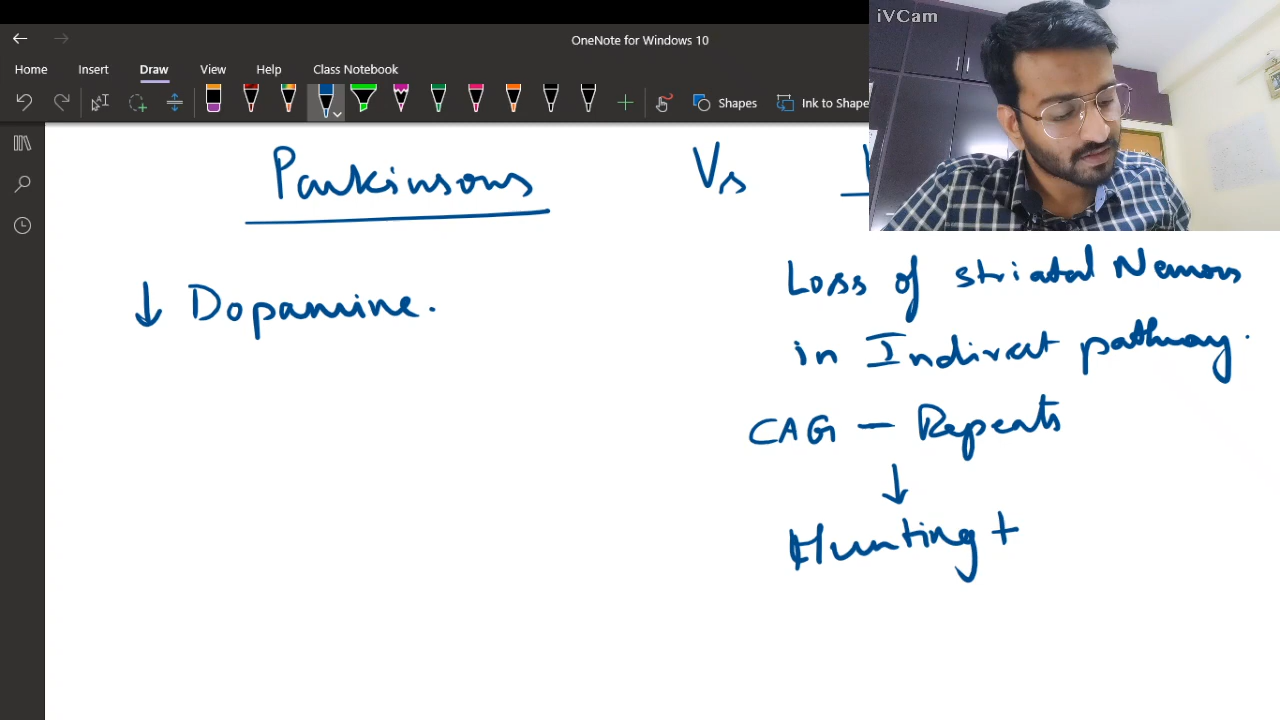 iVCam
OneNote for Windows 10
Home Insert Draw View Help Class Notebook
Shapes Ink to Shape
Parkinsons Vs
↓ Dopamine.
Loss of striatal Neurons
in Indirect pathway.
CAG — Repeats
↓
Huntingt